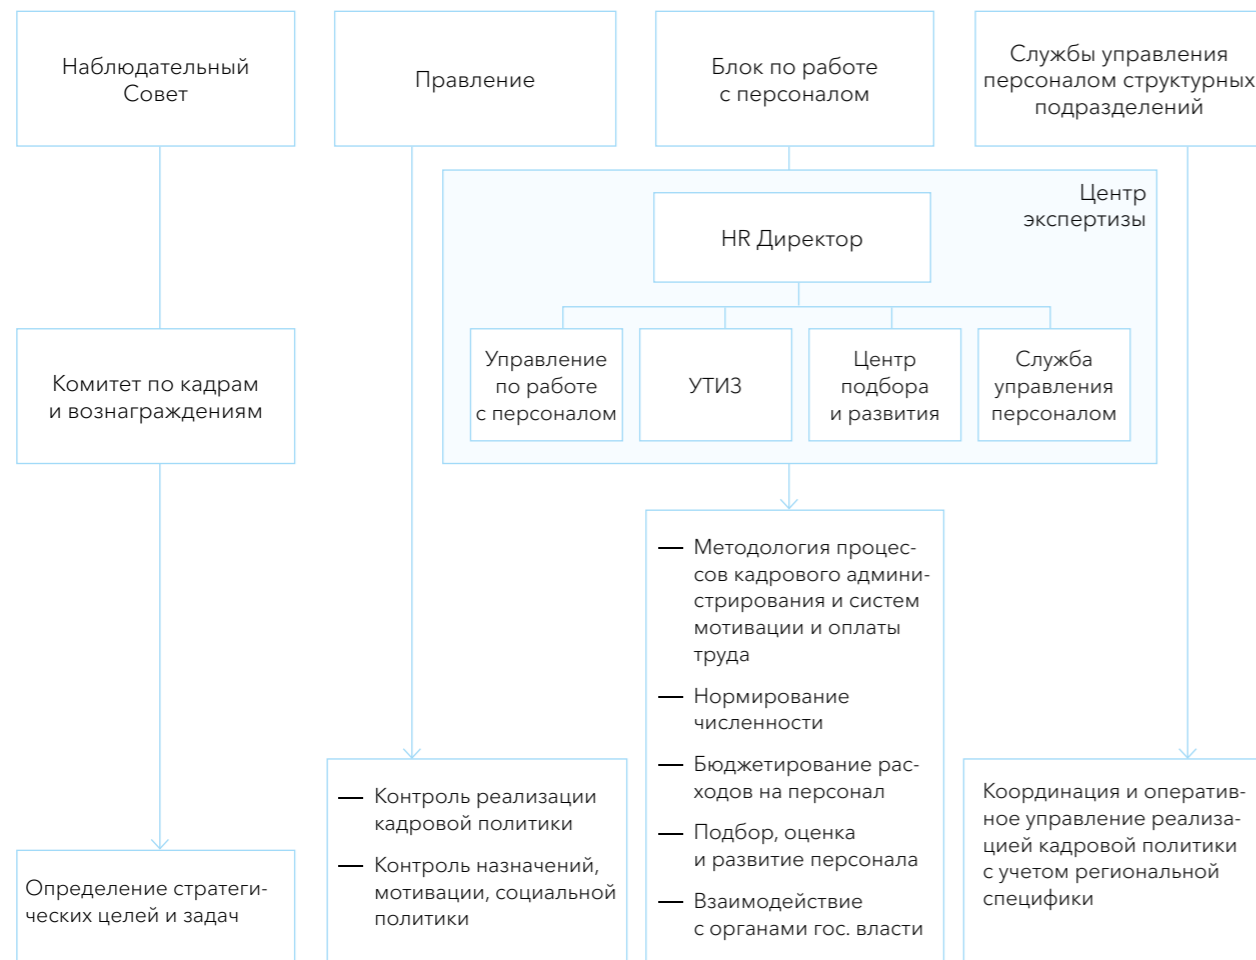 Наблюдательный
Совет
Правление
Блок по работе
с персоналом
Службы управления
персоналом структурных
подразделений
Центр
экспертизы
HR Директор
Комитет по кадрам
и вознаграждениям
Управление
по работе
с персоналом
УТИЗ
Центр
подбора
и развития
Служба
управления
персоналом
Определение стратеги-
ческих целей и задач
— Контроль реализации
кадровой политики
— Контроль назначений,
мотивации, социальной
политики
— Методология процес-
сов кадрового админи-
стрирования и систем
мотивации и оплаты
труда
— Нормирование
численности
— Бюджетирование рас-
ходов на персонал
— Подбор, оценка
и развитие персонала
— Взаимодействие
с органами гос. власти
Координация и оператив-
ное управление реализа-
цией кадровой политики
с учетом региональной
специфики